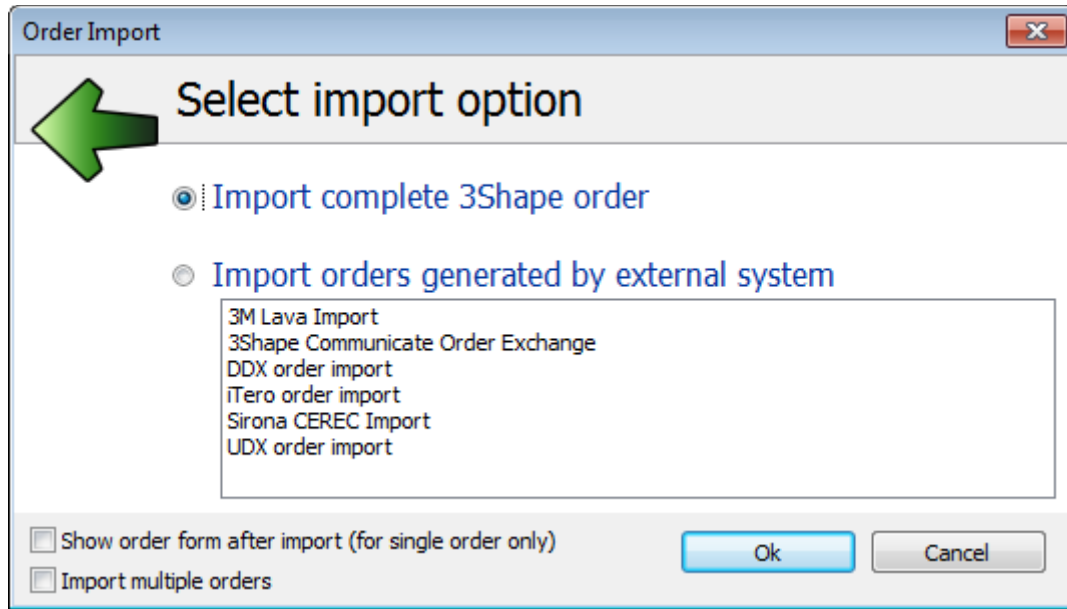 Order Import
Select import option
Import complete 3Shape order
Import orders generated by external system
3M Lava Import
3Shape Communicate Order Exchange
DDX order import
iTero order import
Sirona CEREC Import
UDX order import
Show order form after import (for single order only)
Import multiple orders
Ok
Cancel